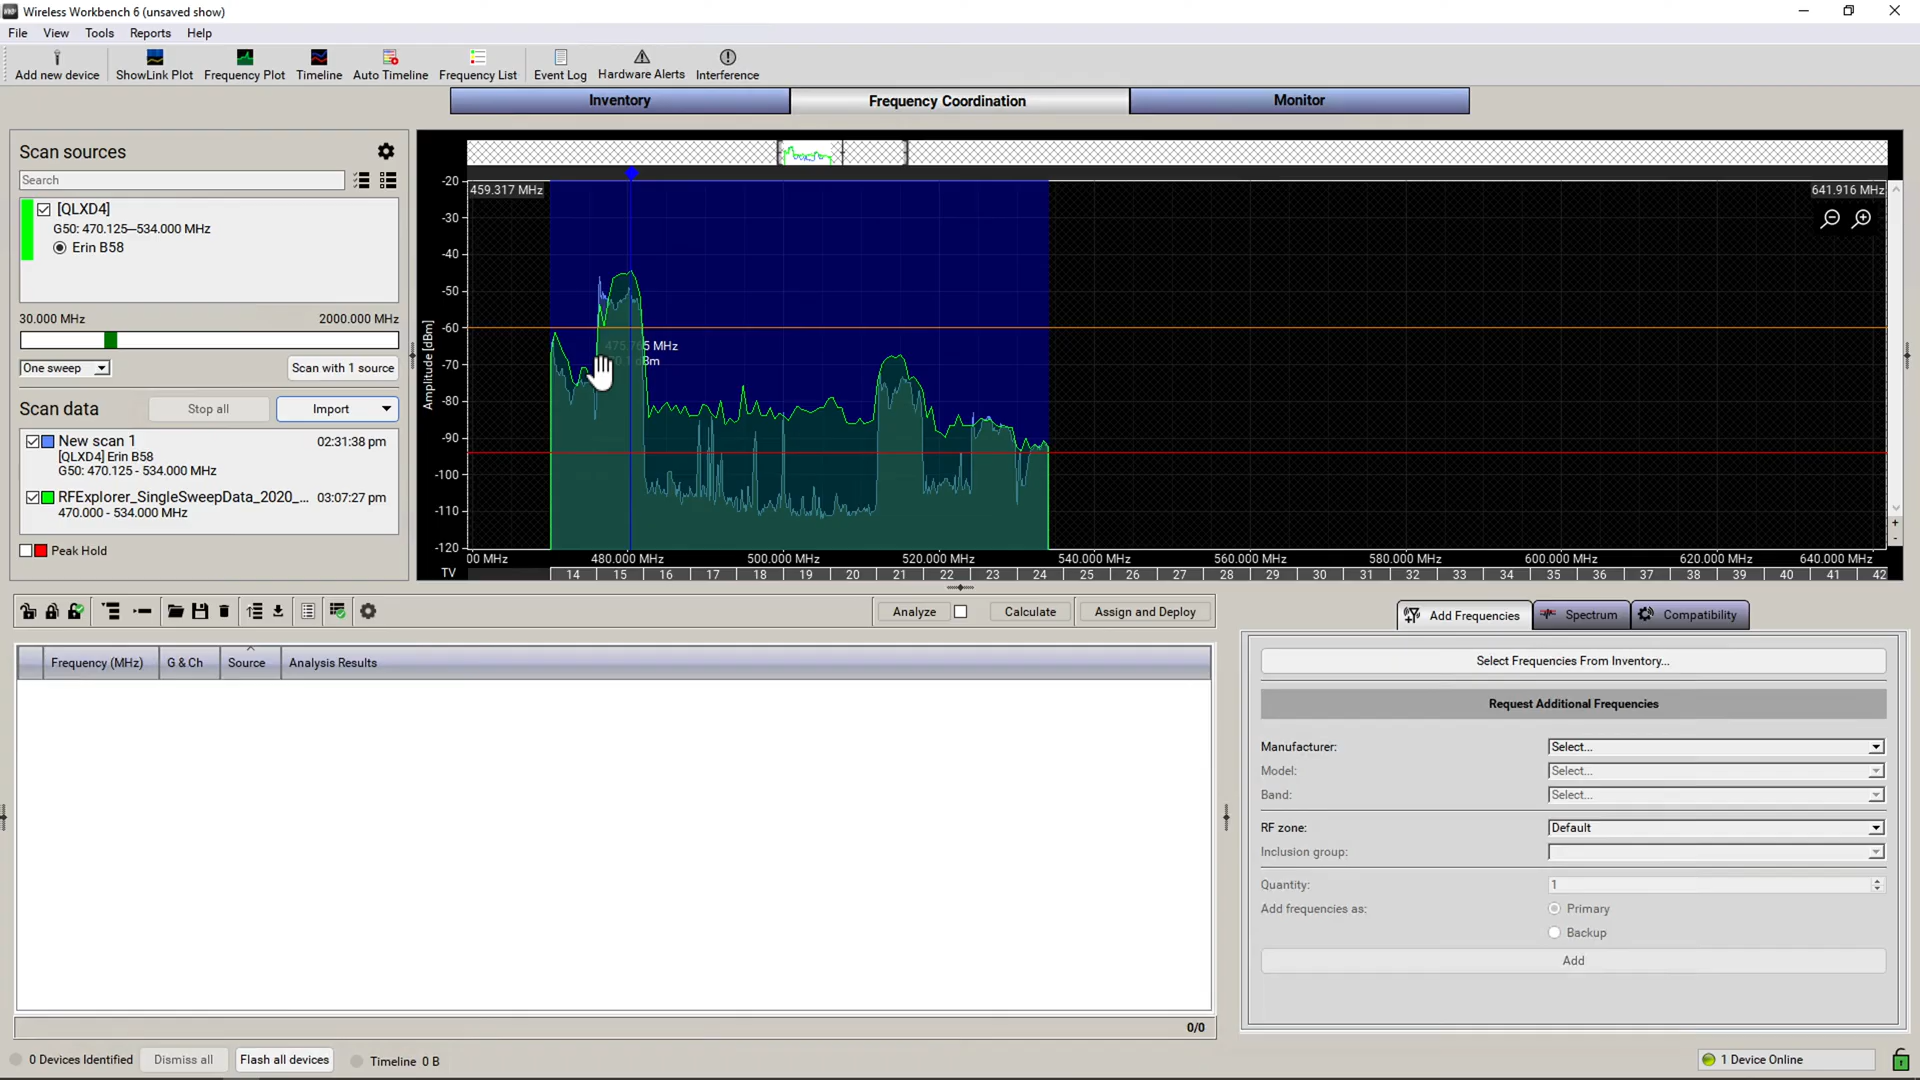 Wireless Workbench 6 (unsaved show)
File View Tools Reports Help
Add new device ShowLink Plot Frequency Plot Timeline Auto Timeline Frequency List Event Log Hardware Alerts Interference
Inventory Frequency Coordination Monitor
Scan sources
Search
[QLXD4]
G50: 470.125—534.000 MHz
Erin B58
30.000 MHz 2000.000 MHz
One sweep Scan with 1 source
Scan data Stop all Import
New scan 1 02:31:38 pm
[QLXD4] Erin B58
G50: 470.125 - 534.000 MHz
RFExplorer_SingleSweepData_2020_... 03:07:27 pm
470.000 - 534.000 MHz
Peak Hold
459.317 MHz 641.916 MHz
Amplitude [dBm]
-20
-30
-40
-50
-60
-70
-80
-90
-100
-110
-120
475.765 MHz
00 MHz 480.000 MHz 500.000 MHz 520.000 MHz 540.000 MHz 560.000 MHz 580.000 MHz 600.000 MHz 620.000 MHz 640.000 MHz
TV 14 15 16 17 18 19 20 21 22 23 24 25 26 27 28 29 30 31 32 33 34 35 36 37 38 39 40 41 42
Analyze Calculate Assign and Deploy
Frequency (MHz) G & Ch Source Analysis Results
0/0
Add Frequencies Spectrum Compatibility
Select Frequencies From Inventory...
Request Additional Frequencies
Manufacturer: Select...
Model: Select...
Band: Select...
RF zone: Default
Inclusion group:
Quantity: 1
Add frequencies as: Primary
Backup
Add
0 Devices Identified Dismiss all Flash all devices Timeline 0 B 1 Device Online